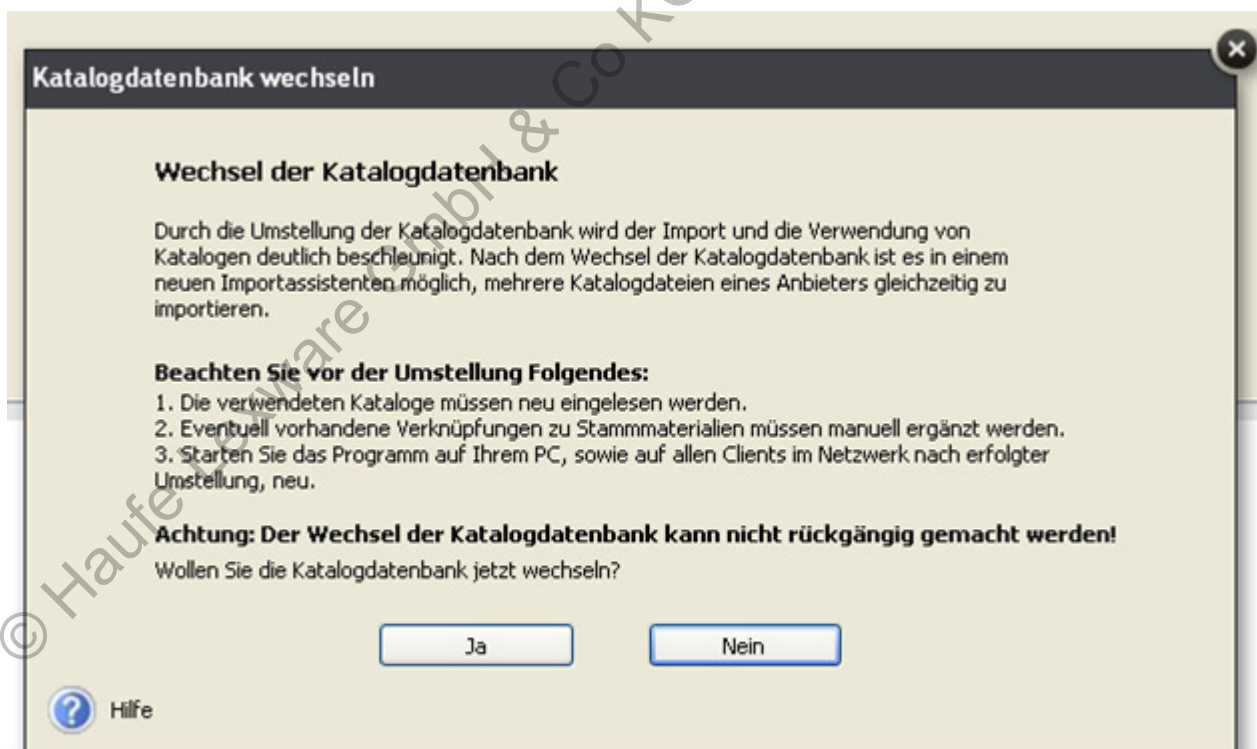 Katalogdatenbank wechseln
Wechsel der Katalogdatenbank
Durch die Umstellung der Katalogdatenbank wird der Import und die Verwendung von
Katalogen deutlich beschleunigt. Nach dem Wechsel der Katalogdatenbank ist es in einem
neuen Importassistenten möglich, mehrere Katalogdateien eines Anbieters gleichzeitig zu
importieren.
Beachten Sie vor der Umstellung Folgendes:
1. Die verwendeten Kataloge müssen neu eingelesen werden.
2. Eventuell vorhandene Verknüpfungen zu Stammmaterialien müssen manuell ergänzt werden.
3. Starten Sie das Programm auf Ihrem PC, sowie auf allen Clients im Netzwerk nach erfolgter
Umstellung, neu.
Achtung: Der Wechsel der Katalogdatenbank kann nicht rückgängig gemacht werden!
Wollen Sie die Katalogdatenbank jetzt wechseln?
Ja
Nein
Hilfe
© Haufe-Lexware GmbH & Co